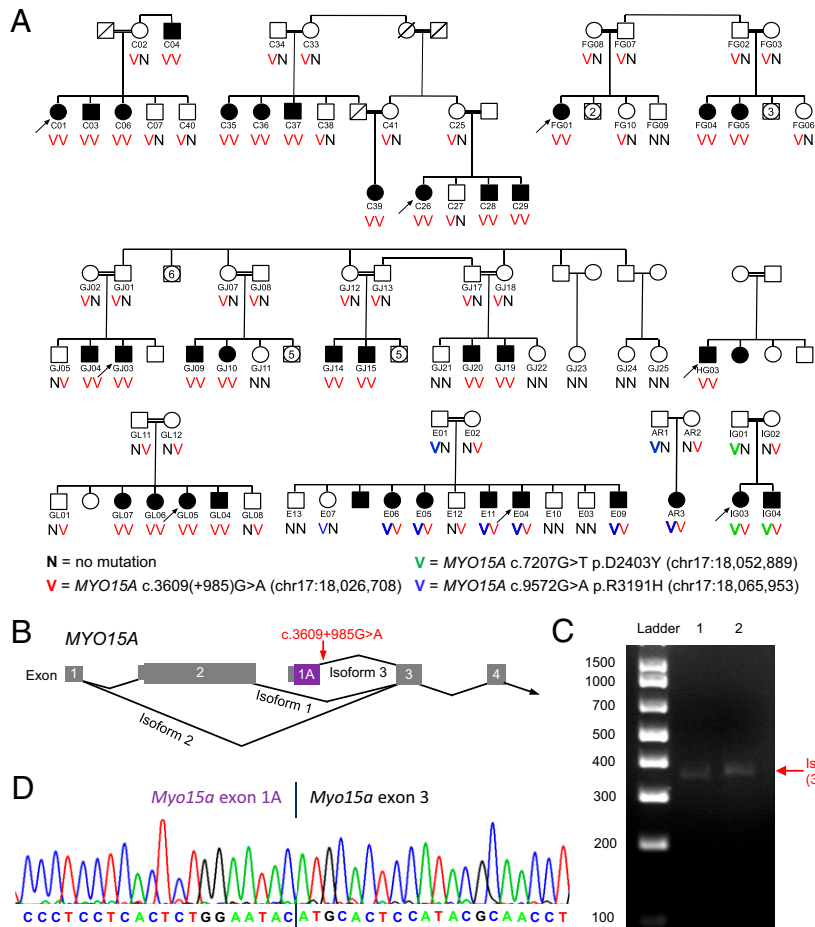 A
C02
C04
C34
C33
FG08
FG07
FG02
FG03
VN
VV
VN
VN
VN
VN
VN
VN
C01
C03
C06
C07
C40
C35
C36
C37
C38
C41
C25
FG01
2
FG10
FG09
FG04
FG05
3
FG06
VV
VV
VV
VN
VN
VV
VV
VV
VN
VN
VN
VV
VN
NN
VV
VV
VN
C39
C26
C27
C28
C29
VV
VV
VN
VV
VV
GJ02
GJ01
6
GJ07
GJ08
GJ12
GJ13
GJ17
GJ18
VN
VN
VN
VN
VN
VN
VN
VN
GJ05
GJ04
GJ03
GJ09
GJ10
GJ11
5
GJ14
GJ15
5
GJ21
GJ20
GJ19
GJ22
GJ23
GJ24
GJ25
HG03
NV
VV
VV
VV
VV
NN
VV
VV
NN
VV
VV
NN
NN
NN
NN
VV
GL11
GL12
E01
E02
AR1
AR2
IG01
IG02
NV
NV
VN
NV
VN
NV
VN
NV
GL01
GL07
GL06
GL05
GL04
GL08
E13
E07
E06
E05
E12
E11
E04
E10
E03
E09
AR3
IG03
IG04
NV
VV
VV
VV
VV
NV
NN
VN
VV
VV
NV
VV
VV
NN
NN
VV
VV
VV
VV
N = no mutation
V = MYO15A c.7207G>T p.D2403Y (chr17:18,052,889)
V = MYO15A c.3609(+985)G>A (chr17:18,026,708)
V = MYO15A c.9572G>A p.R3191H (chr17:18,065,953)
B
MYO15A
c.3609+985G>A
Exon
1
2
1A
3
4
Isoform 3
Isoform 1
Isoform 2
C
Ladder 1 2
1500
1000
700
500
400
300
200
100
Is
(3
D
Myo15a exon 1A
Myo15a exon 3
CCCTCCTCACTCTGGAATACATGCACTCCATACGCAACCT